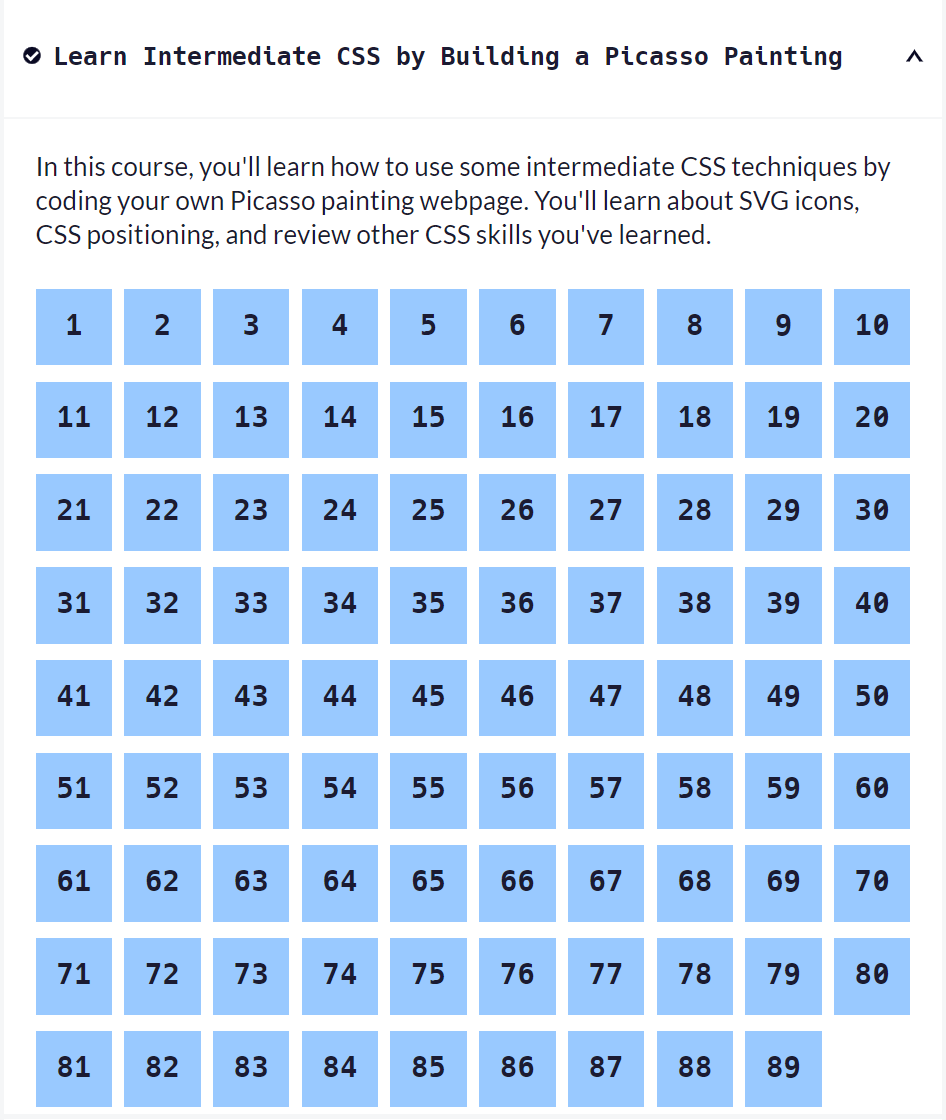 Learn Intermediate CSS by Building a Picasso Painting
In this course, you'll learn how to use some intermediate CSS techniques by
coding your own Picasso painting webpage. You'll learn about SVG icons,
CSS positioning, and review other CSS skills you've learned.
1 2 3 4 5 6 7 8 9 10
11 12 13 14 15 16 17 18 19 20
21 22 23 24 25 26 27 28 29 30
31 32 33 34 35 36 37 38 39 40
41 42 43 44 45 46 47 48 49 50
51 52 53 54 55 56 57 58 59 60
61 62 63 64 65 66 67 68 69 70
71 72 73 74 75 76 77 78 79 80
81 82 83 84 85 86 87 88 89